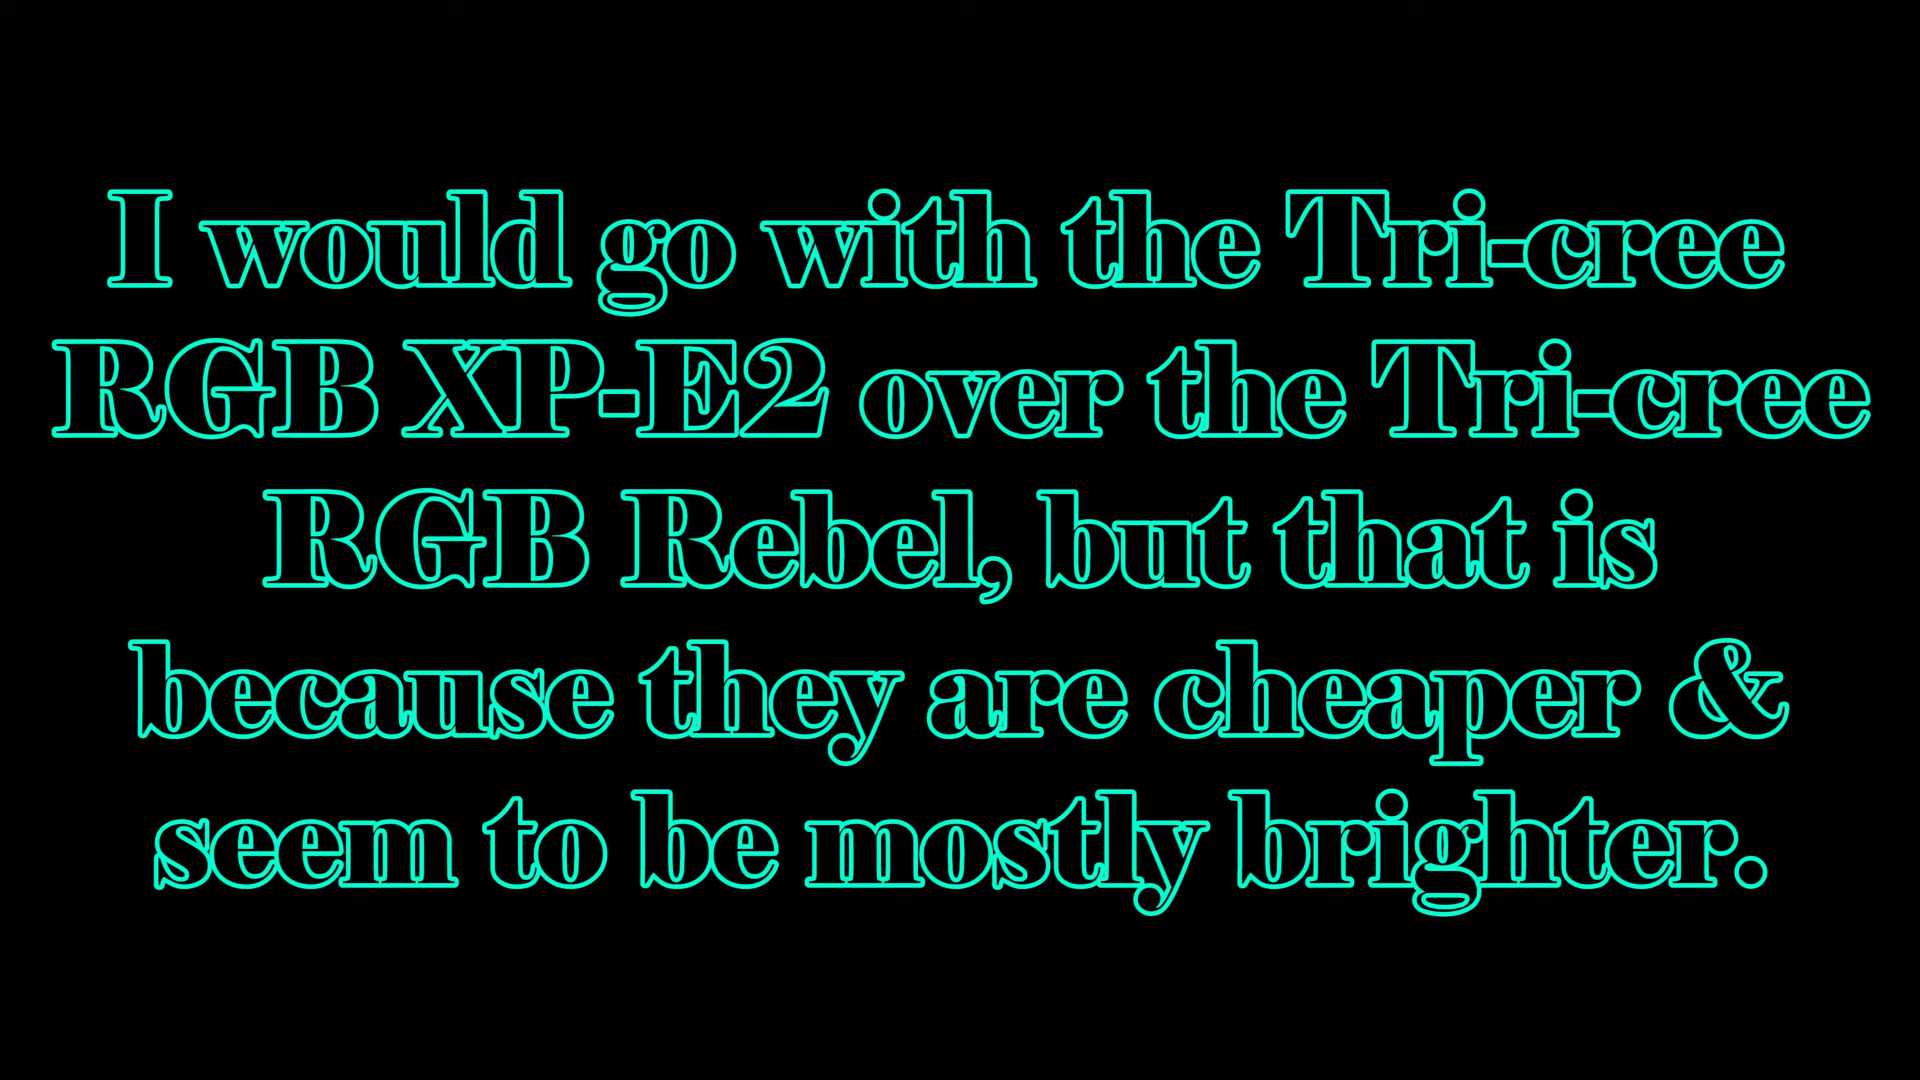 I would go with the Tri-cree
RGB XP-E2 over the Tri-cree
RGB Rebel, but that is
because they are cheaper &
seem to be mostly brighter.